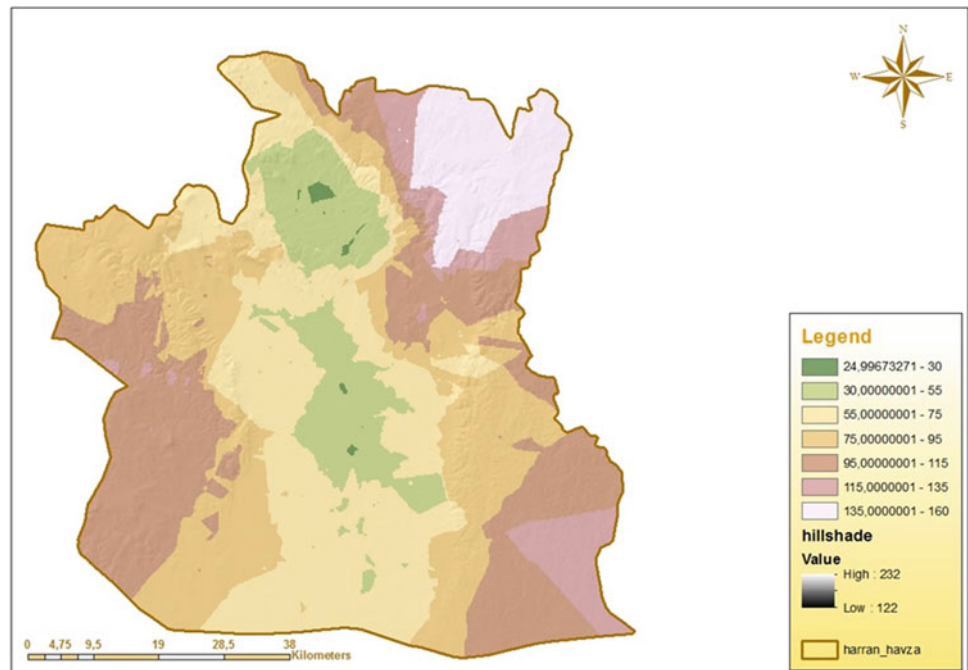 N
W E
S
Legend
24,99673271 - 30
30,00000001 - 55
55,00000001 - 75
75,00000001 - 95
95,00000001 - 115
115,0000001 - 135
135,0000001 - 160
hillshade
Value
High : 232
Low : 122
harran_havza
0 4,75 9,5 19 28,5 38
Kilometers